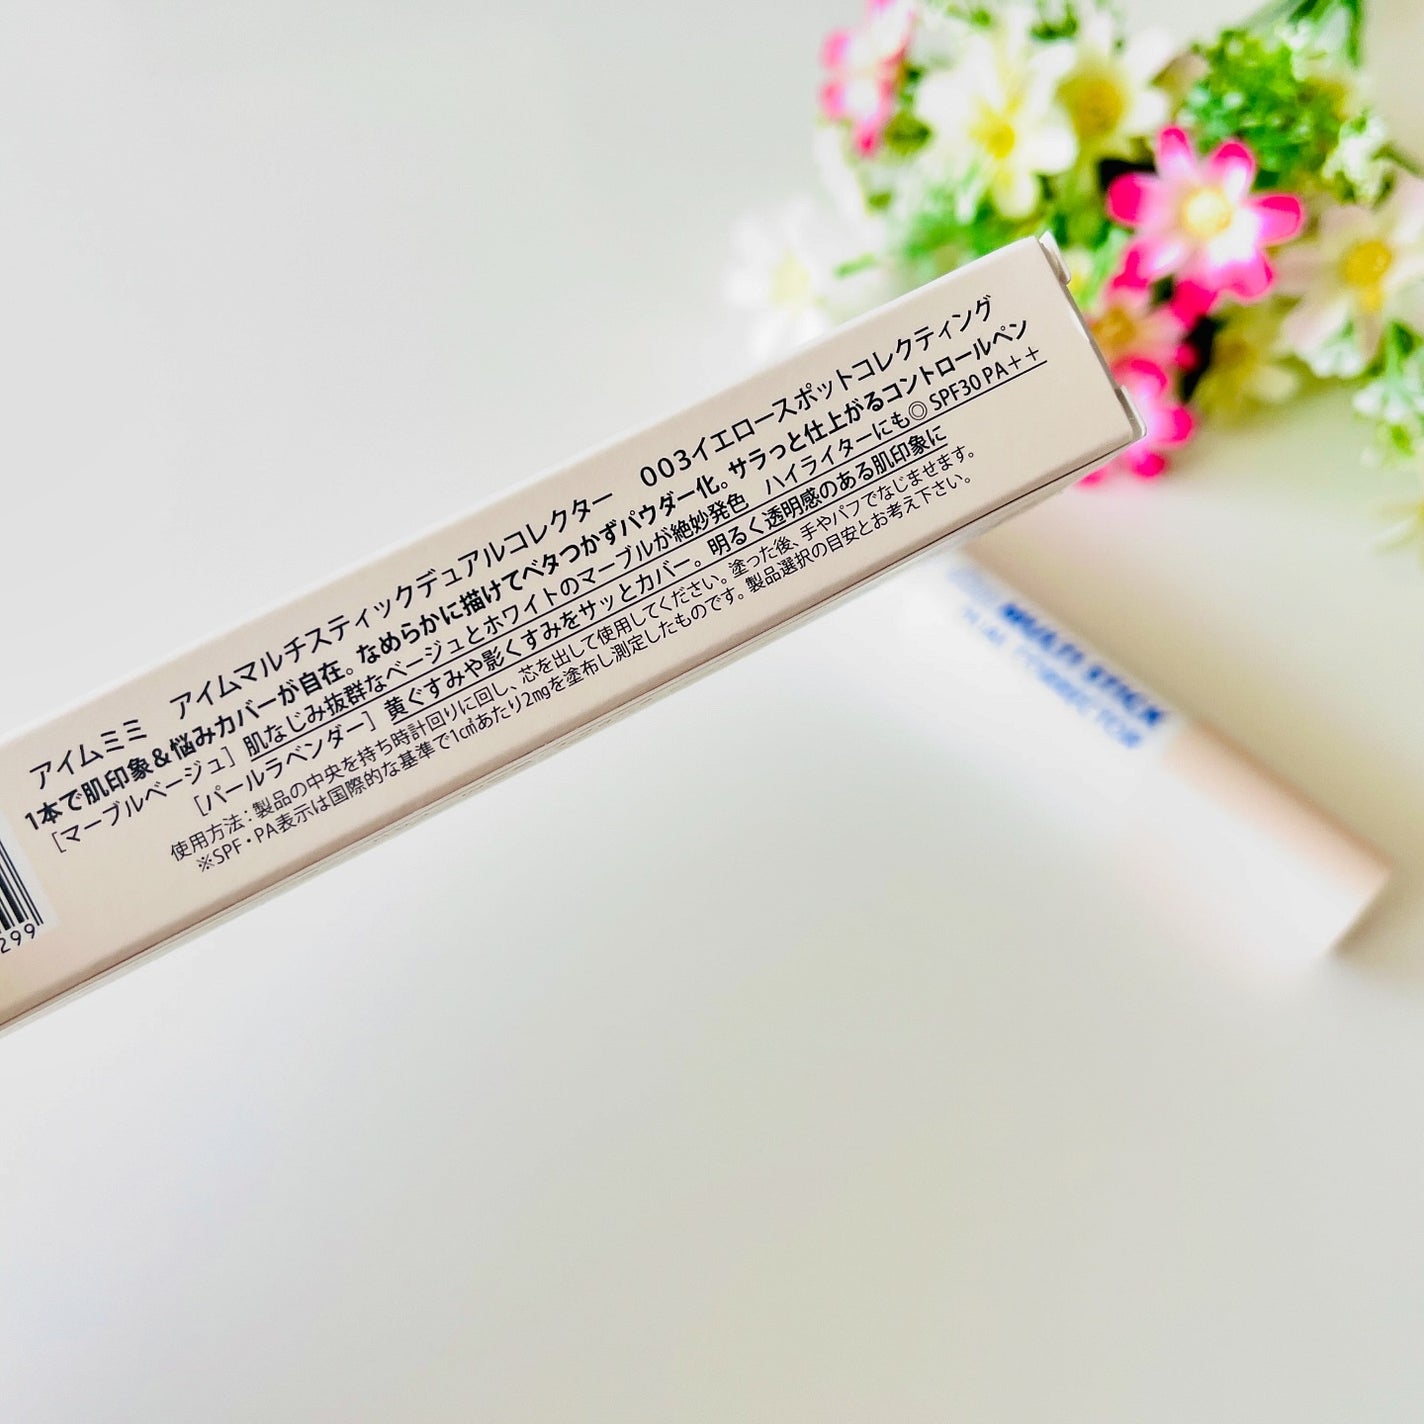 アイムミミ　アイムマルチスティックデュアルコレクター　003イエロースポットコレクティング
1本で肌印象＆悩みカバーが自在。なめらかに描けてベタつかずパウダー化。サラっと仕上がるコントロールペン
［マーブルベージュ］肌なじみ抜群なベージュとホワイトのマーブルが絶妙発色　ハイライターにも◎ SPF30 PA＋＋
［パールラベンダー］黄ぐすみや影くすみをサッとカバー。明るく透明感のある肌印象に
使用方法：製品の中央を持ち時計回りに回し、芯を出して使用してください。塗った後、手やパフでなじませます。
※SPF・PA表示は国際的な基準で1㎠あたり2㎎を塗布し測定したものです。製品選択の目安とお考え下さい。
299
MULTI STICK
DUAL CORRECTOR